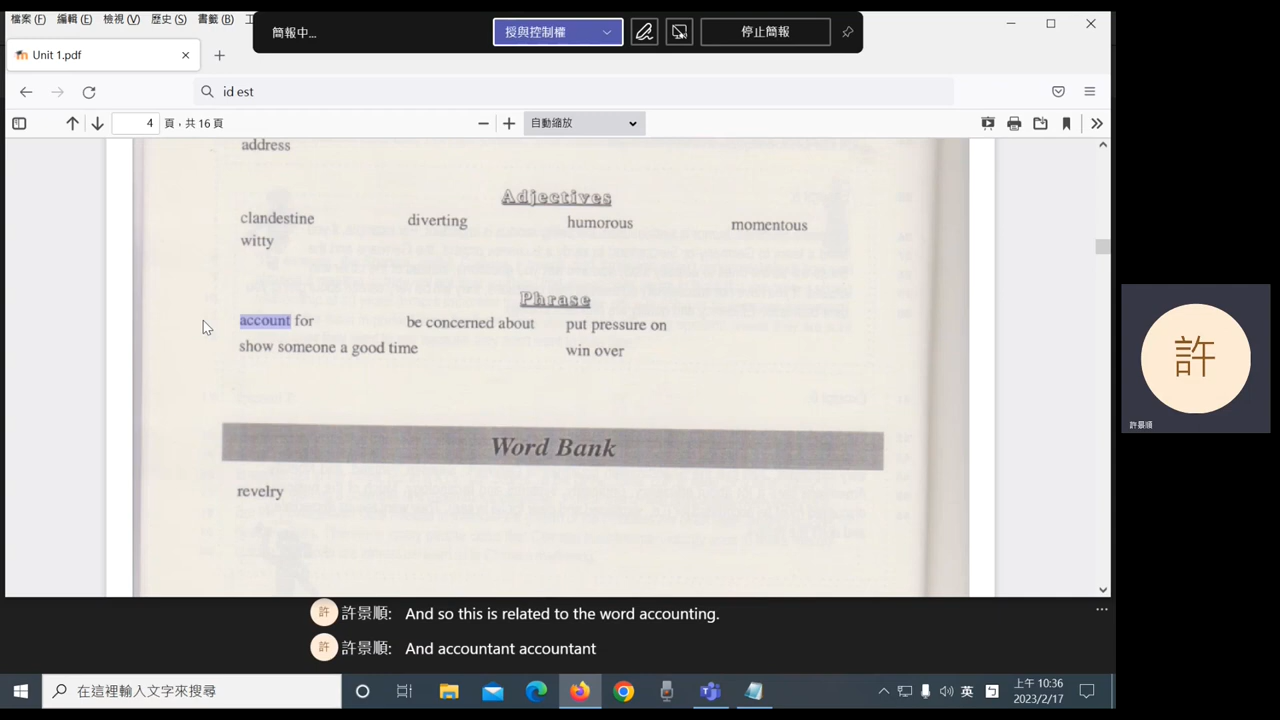 檔案 (F) 編輯 (E) 檢視 (V) 歷史 (S) 書籤 (B) 工
簡報中...
授與控制權
停止簡報
Unit 1.pdf
id est
4 頁，共 16 頁
自動縮放
address
Adjectives
clandestine diverting humorous momentous
witty
Phrase
account for be concerned about put pressure on
show someone a good time win over
Word Bank
revelry
許
許景順
許 許景順: And so this is related to the word accounting.
許 許景順: And accountant accountant
在這裡輸入文字來搜尋
英
上午 10:36
2023/2/17